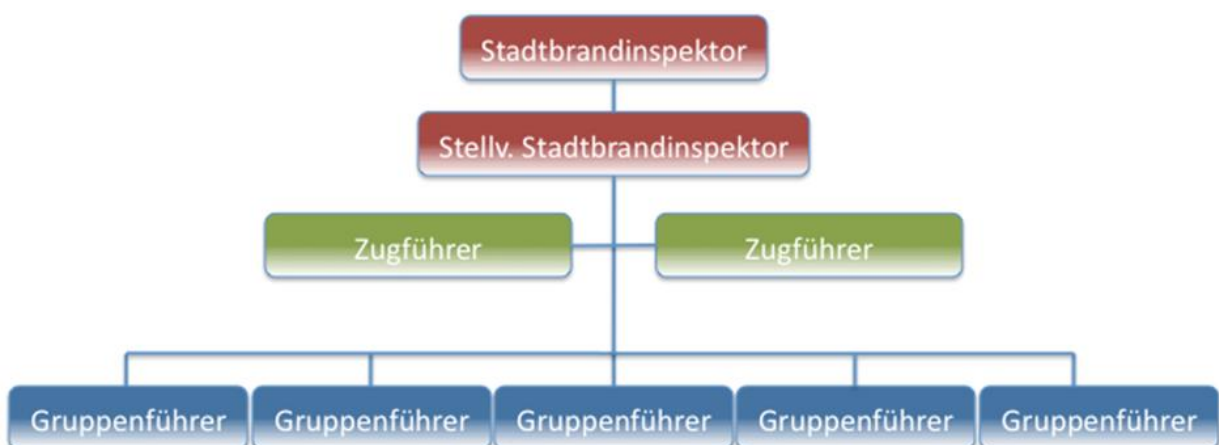 Stadtbrandinspektor
Stellv. Stadtbrandinspektor
Zugführer
Zugführer
Gruppenführer
Gruppenführer
Gruppenführer
Gruppenführer
Gruppenführer